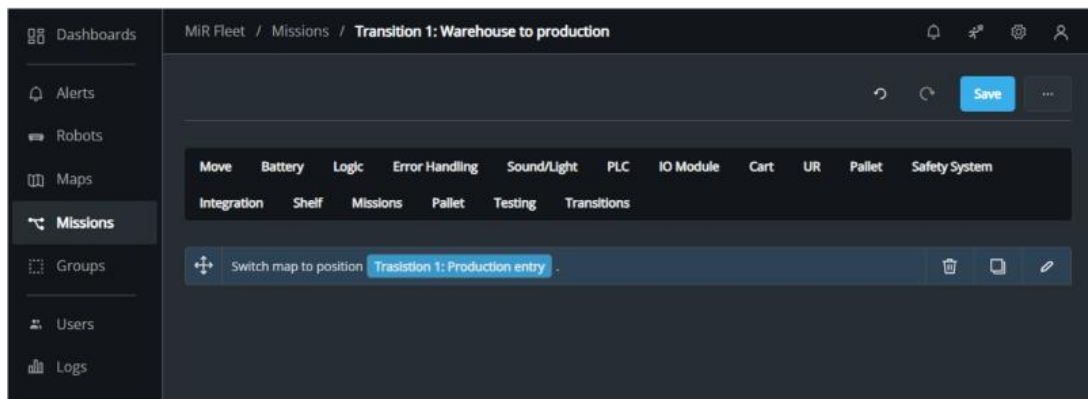 Dashboards
Alerts
Robots
Maps
Missions
Groups
Users
Logs
MiR Fleet / Missions / Transition 1: Warehouse to production
Save
...
Move Battery Logic Error Handling Sound/Light PLC IO Module Cart UR Pallet Safety System
Integration Shelf Missions Pallet Testing Transitions
Switch map to position Trasistion 1: Production entry .